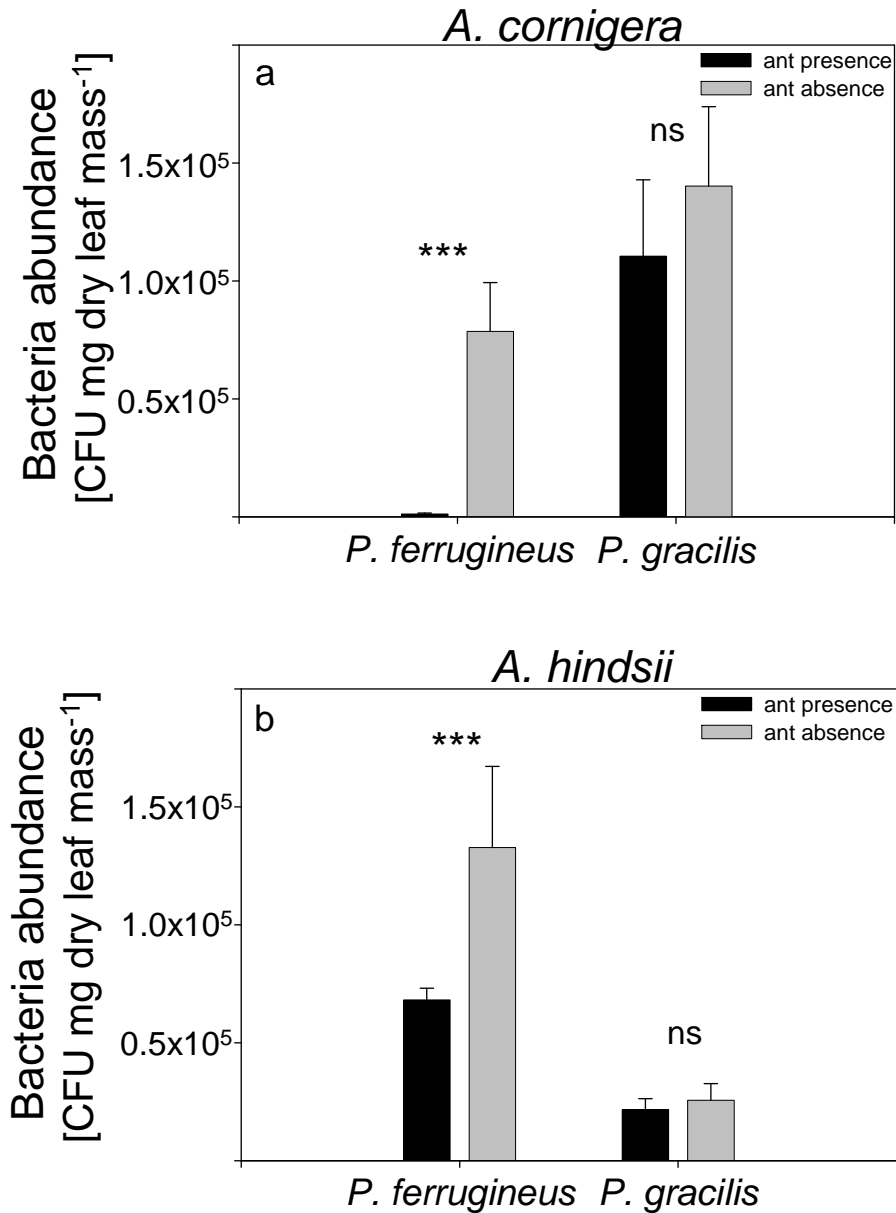 A. cornigera
a
ant presence
ant absence
ns
***
Bacteria abundance
[CFU mg dry leaf mass⁻¹]
1.5x10⁵
1.0x10⁵
0.5x10⁵
P. ferrugineus P. gracilis
A. hindsii
b
ant presence
ant absence
***
ns
Bacteria abundance
[CFU mg dry leaf mass⁻¹]
1.5x10⁵
1.0x10⁵
0.5x10⁵
P. ferrugineus P. gracilis